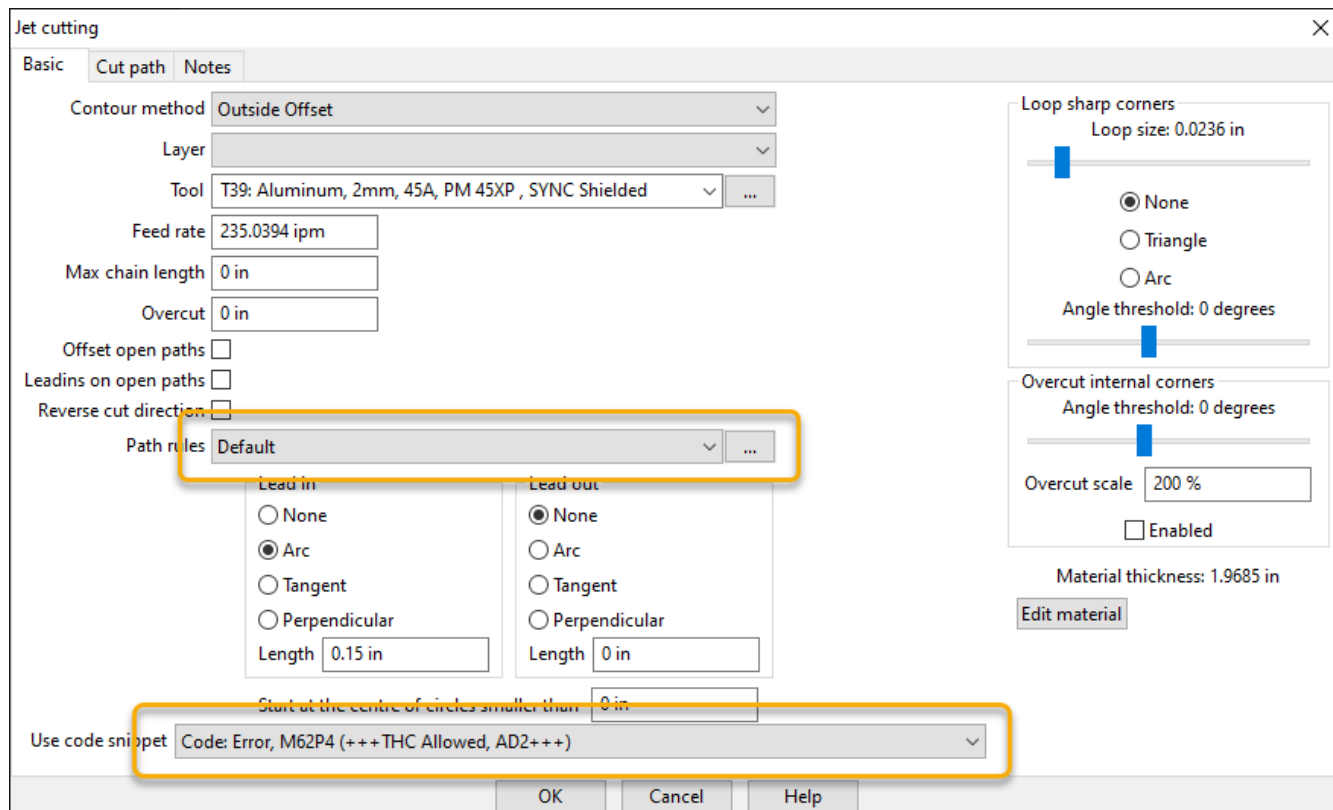 Jet cutting
Basic Cut path Notes
Contour method Outside Offset
Layer
Tool T39: Aluminum, 2mm, 45A, PM 45XP , SYNC Shielded ...
Feed rate 235.0394 ipm
Max chain length 0 in
Overcut 0 in
Offset open paths
Leadins on open paths
Reverse cut direction
Path rules Default ...
Lead in
None
Arc
Tangent
Perpendicular
Length 0.15 in
Lead out
None
Arc
Tangent
Perpendicular
Length 0 in
Start at the centre of circles smaller than 0 in
Use code snippet Code: Error, M62P4 (+++THC Allowed, AD2+++)
Loop sharp corners
Loop size: 0.0236 in
None
Triangle
Arc
Angle threshold: 0 degrees
Overcut internal corners
Angle threshold: 0 degrees
Overcut scale 200 %
Enabled
Material thickness: 1.9685 in
Edit material
OK Cancel Help